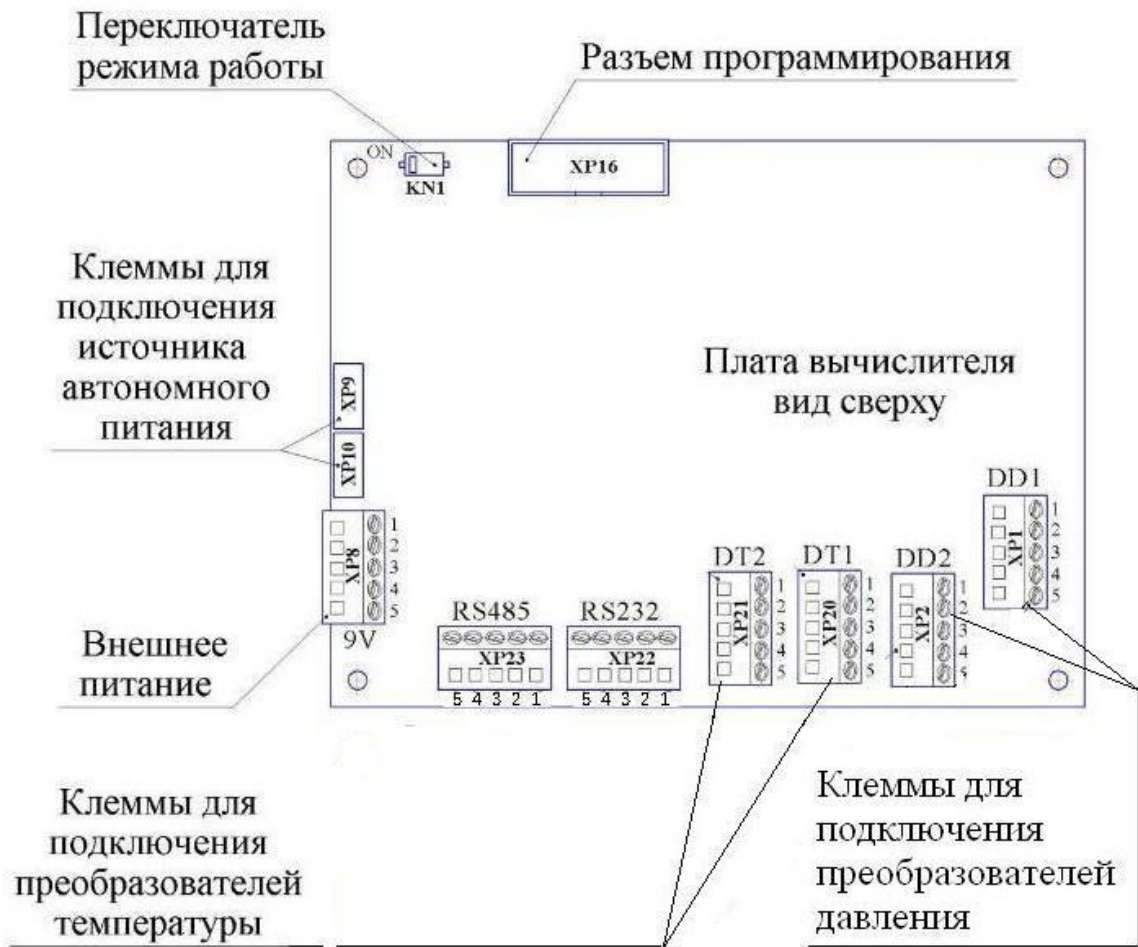 Переключатель
режима работы
Разъем программирования
ON
KN1
XP16
Клеммы для
подключения
источника
автономного
питания
XP9
XP10
Плата вычислителя
вид сверху
XP8
1
2
3
4
5
9V
Внешнее
питание
RS485
XP23
5 4 3 2 1
RS232
XP22
5 4 3 2 1
DT2
XP21
1
2
3
4
5
DT1
XP20
1
2
3
4
5
DD2
XP2
1
2
3
4
5
DD1
XP1
1
2
3
4
5
Клеммы для
подключения
преобразователей
температуры
Клеммы для
подключения
преобразователей
давления